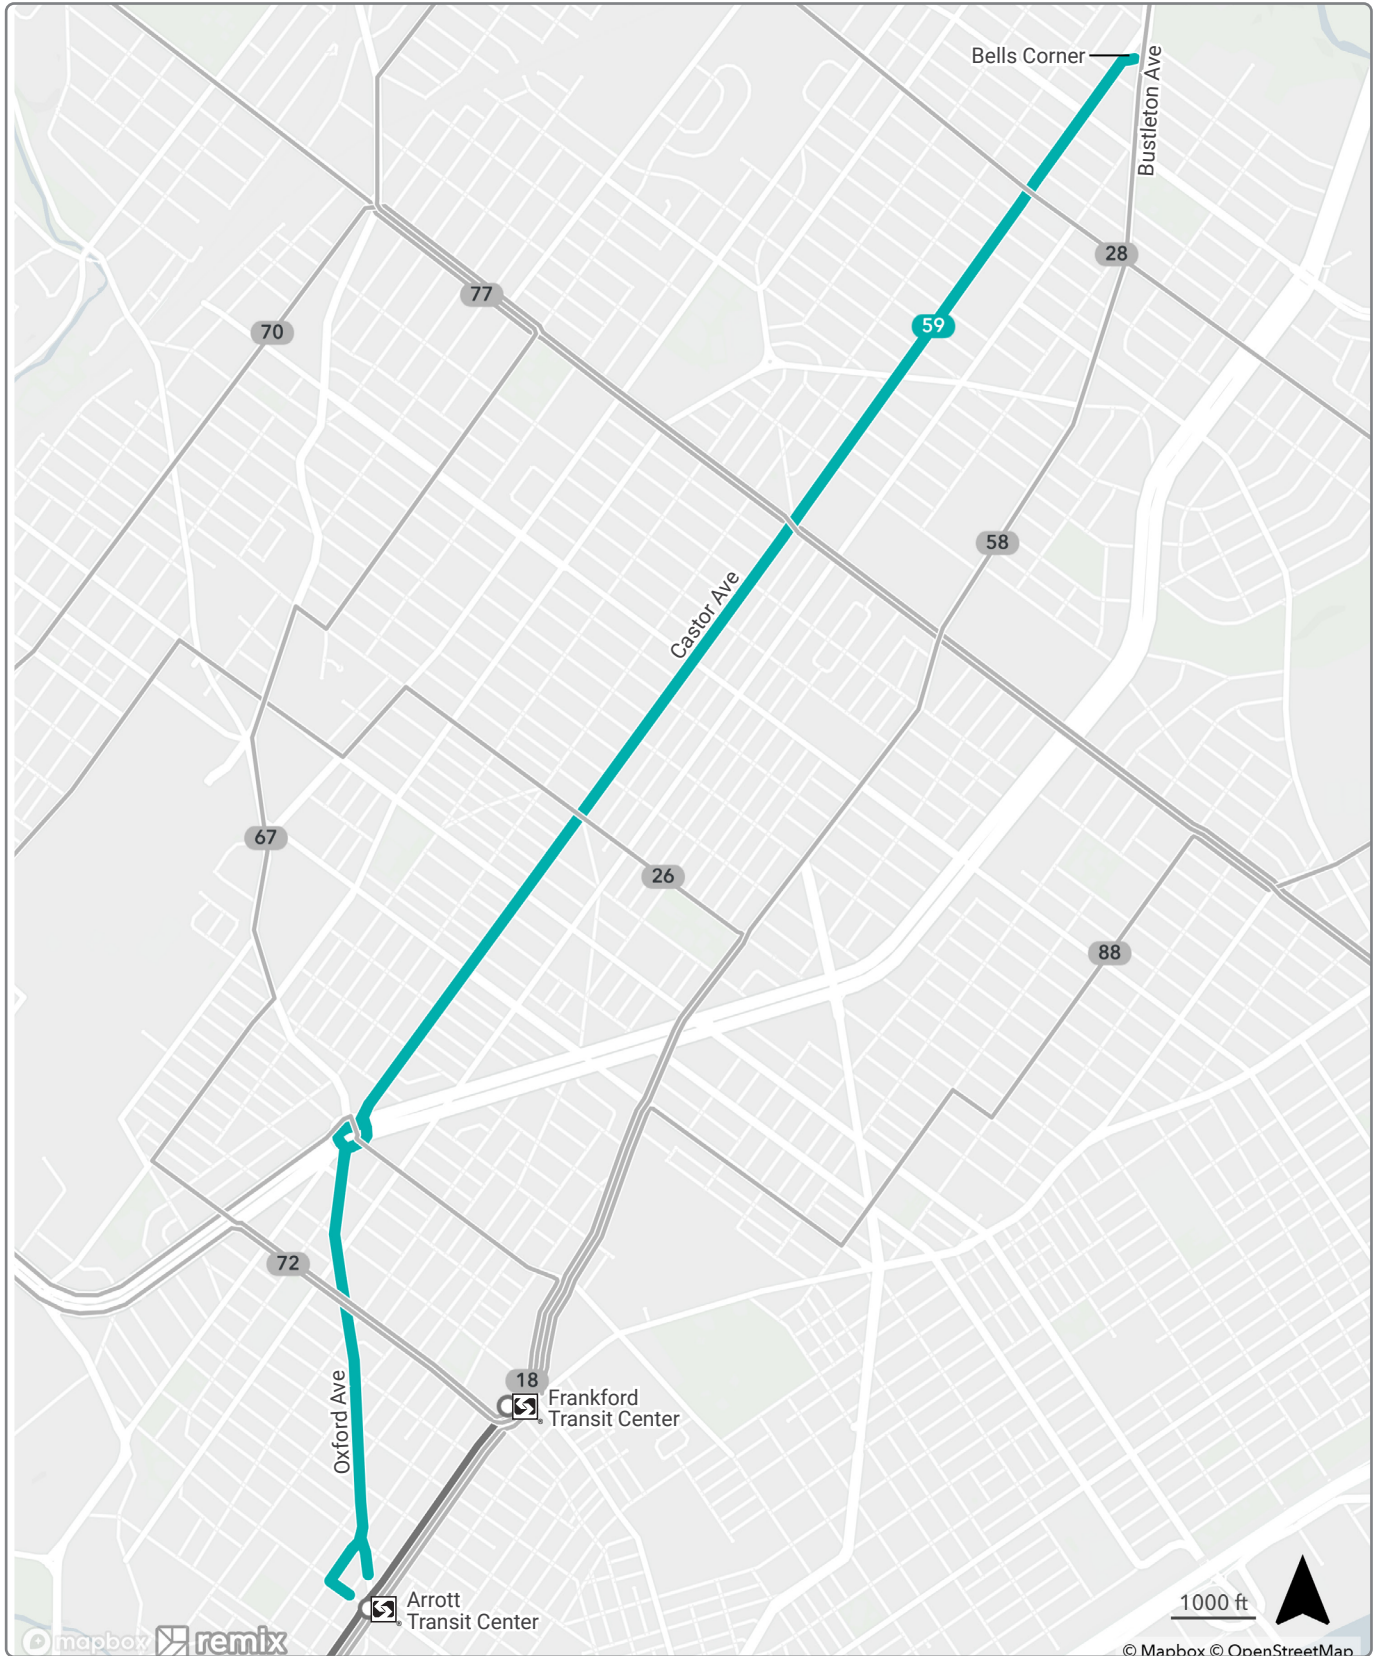 Bells Corner
Bustleton Ave
28
77
59
70
58
Castor Ave
67
26
88
72
18
Frankford
Transit Center
Oxford Ave
Arrott
Transit Center
1000 ft
mapbox remix
© Mapbox © OpenStreetMap